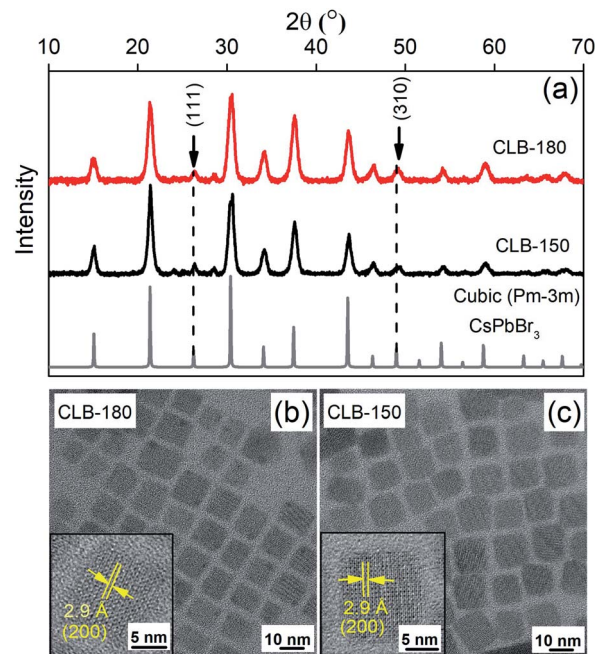 2θ (°)
10 20 30 40 50 60 70
(a)
(111)
(310)
CLB-180
CLB-150
Cubic (Pm-3m)
CsPbBr₃
Intensity
CLB-180
(b)
2.9 Å
(200)
5 nm
10 nm
CLB-150
(c)
2.9 Å
(200)
5 nm
10 nm